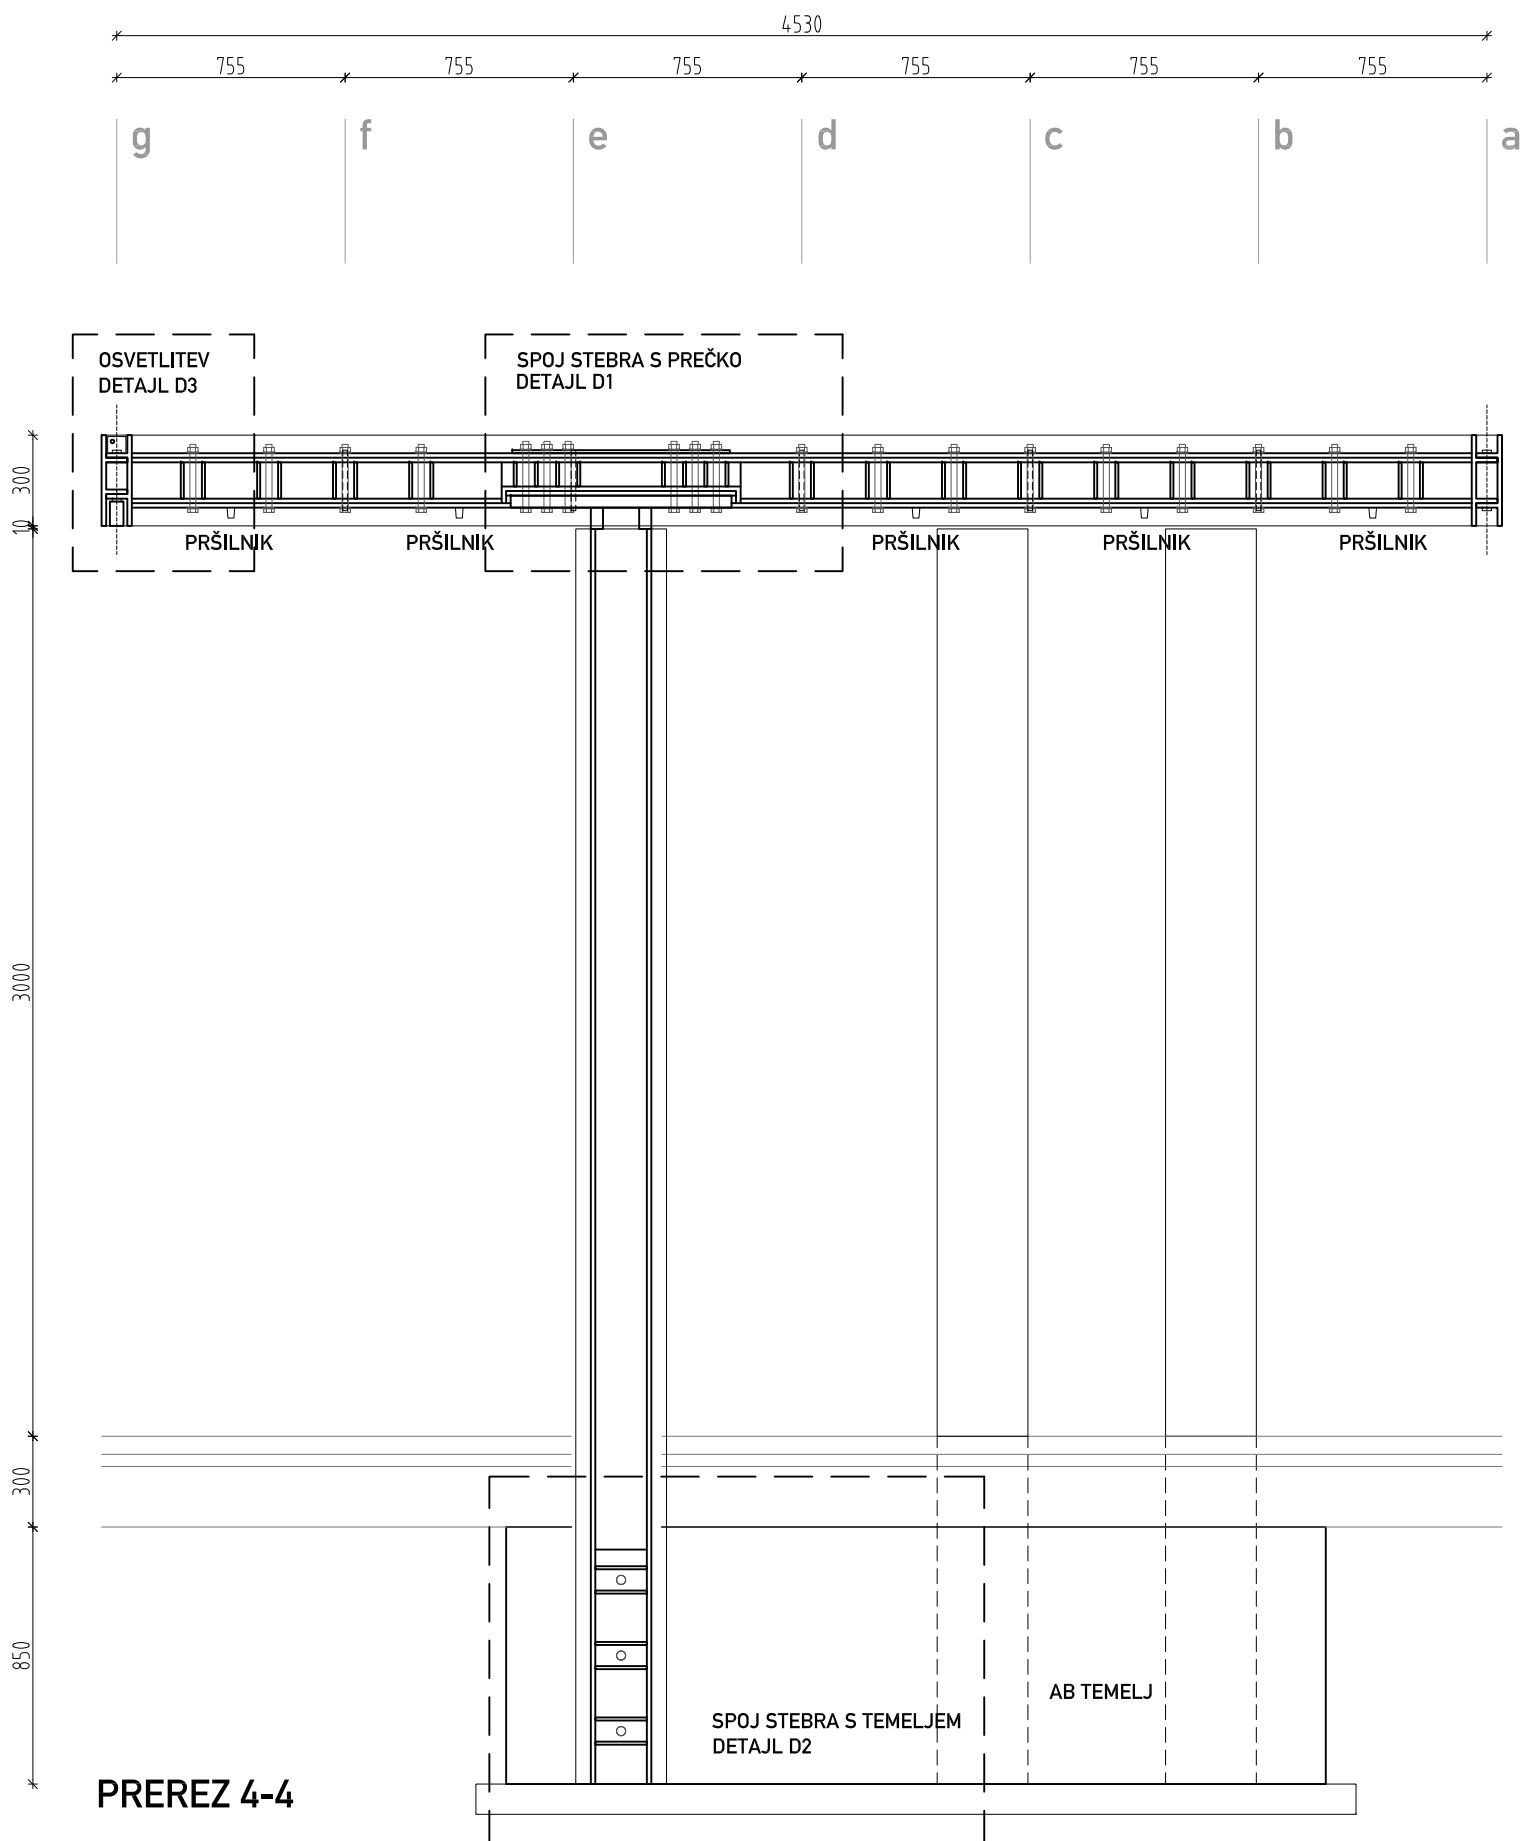 4530
755 755 755 755 755 755
g f e d c b a
OSVETLITEV
DETAJL D3
SPOJ STEBRA S PREČKO
DETAJL D1
300
10
PRŠILNIK PRŠILNIK PRŠILNIK PRŠILNIK PRŠILNIK
3000
300
850
AB TEMELJ
SPOJ STEBRA S TEMELJEM
DETAJL D2
PREREZ 4-4